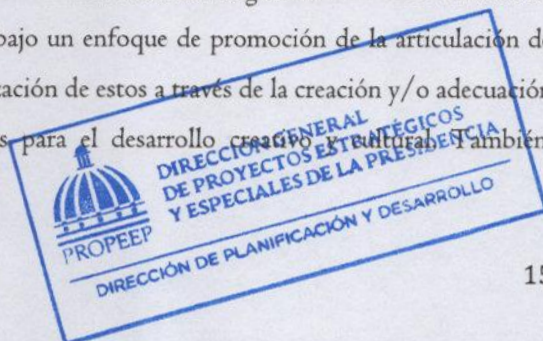 bajo un enfoque de promoción de la articulación de
zación de estos a través de la creación y/o adecuación
s para el desarrollo creativo y cultural. También
DIRECCIÓN GENERAL
DE PROYECTOS ESTRATÉGICOS
Y ESPECIALES DE LA PRESIDENCIA
PROPEEP
DIRECCIÓN DE PLANIFICACIÓN Y DESARROLLO
15